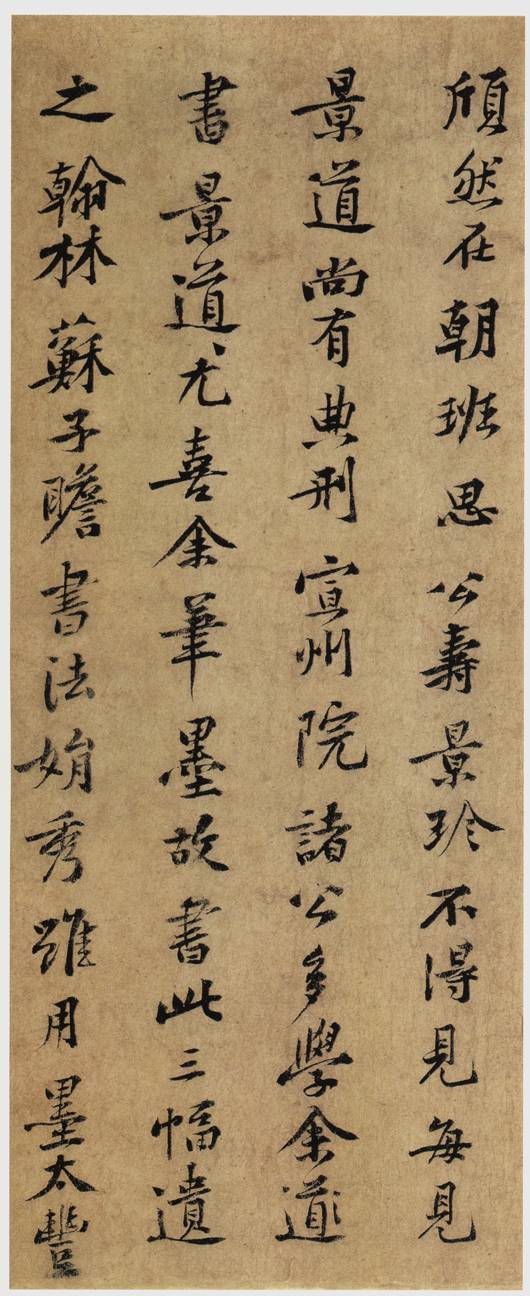 頎然在朝班思公壽景珍不得見每見
景道尚有典刑宣州院諸公多學余道
書景道尤喜余筆墨故書此三幅遺
之翰林蘇子瞻書法娟秀雖用墨太豐